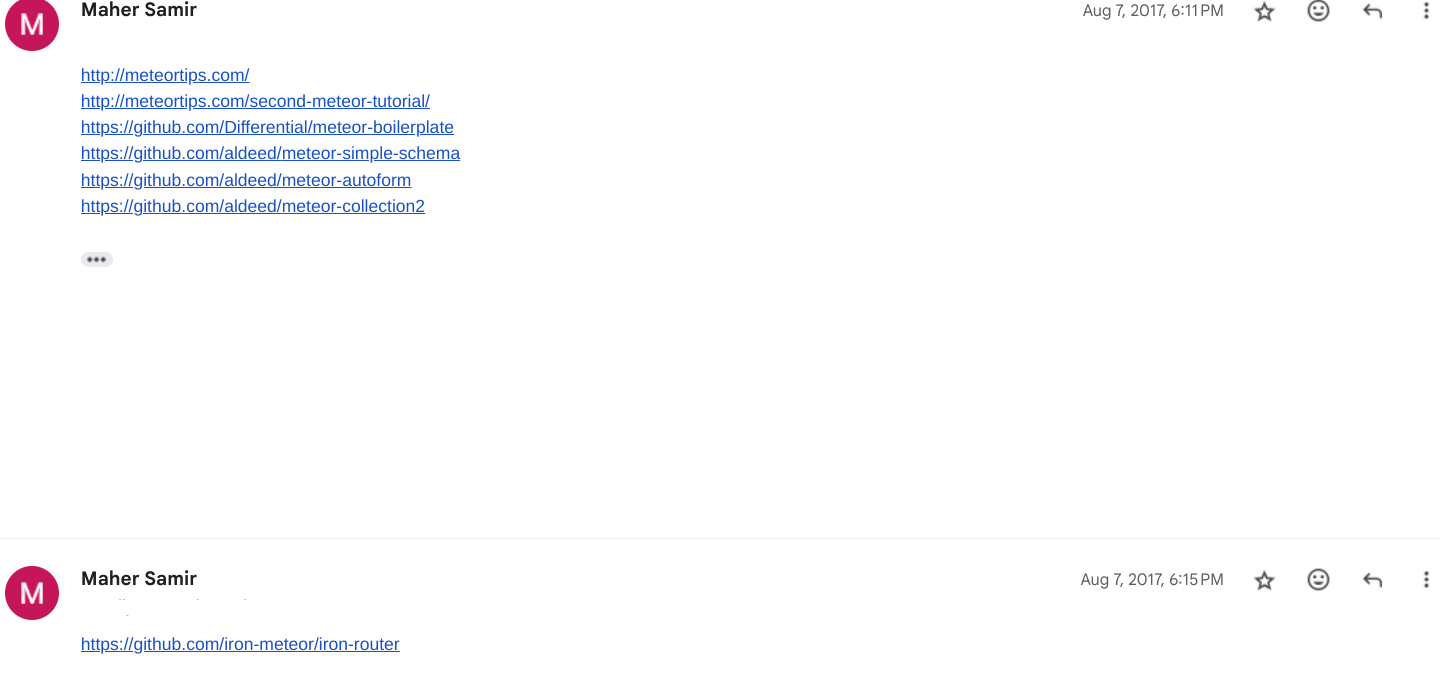 M
Maher Samir
Aug 7, 2017, 6:11 PM
http://meteortips.com/
http://meteortips.com/second-meteor-tutorial/
https://github.com/Differential/meteor-boilerplate
https://github.com/aldeed/meteor-simple-schema
https://github.com/aldeed/meteor-autoform
https://github.com/aldeed/meteor-collection2
M
Maher Samir
Aug 7, 2017, 6:15 PM
https://github.com/iron-meteor/iron-router